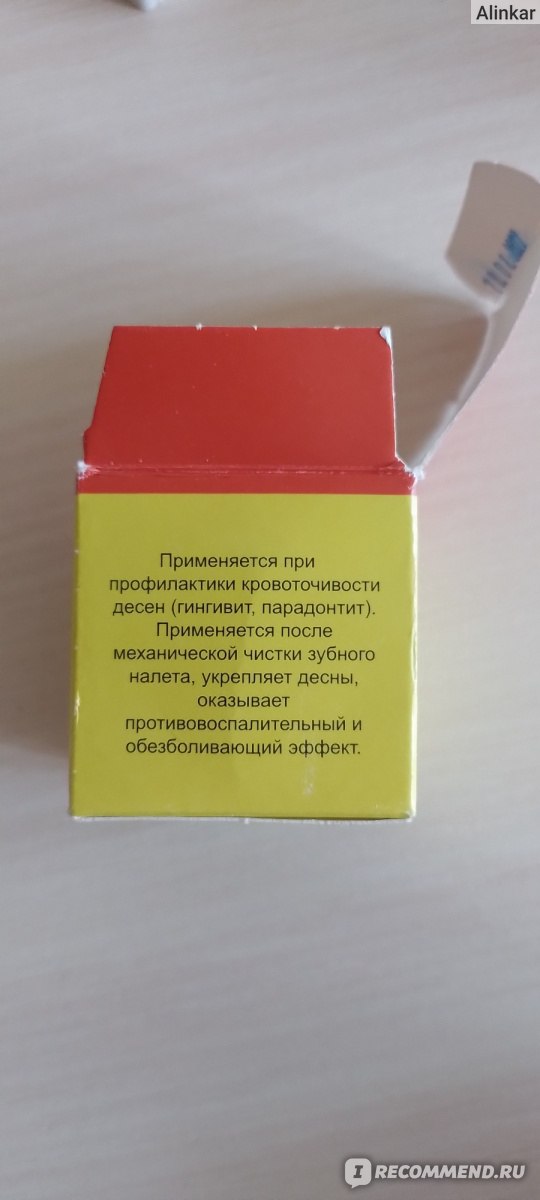 Alinkar
Применяется при
профилактики кровоточивости
десен (гингивит, парадонтит).
Применяется после
механической чистки зубного
налета, укрепляет десны,
оказывает
противовоспалительный и
обезболивающий эффект.
I RECOMMEND.RU